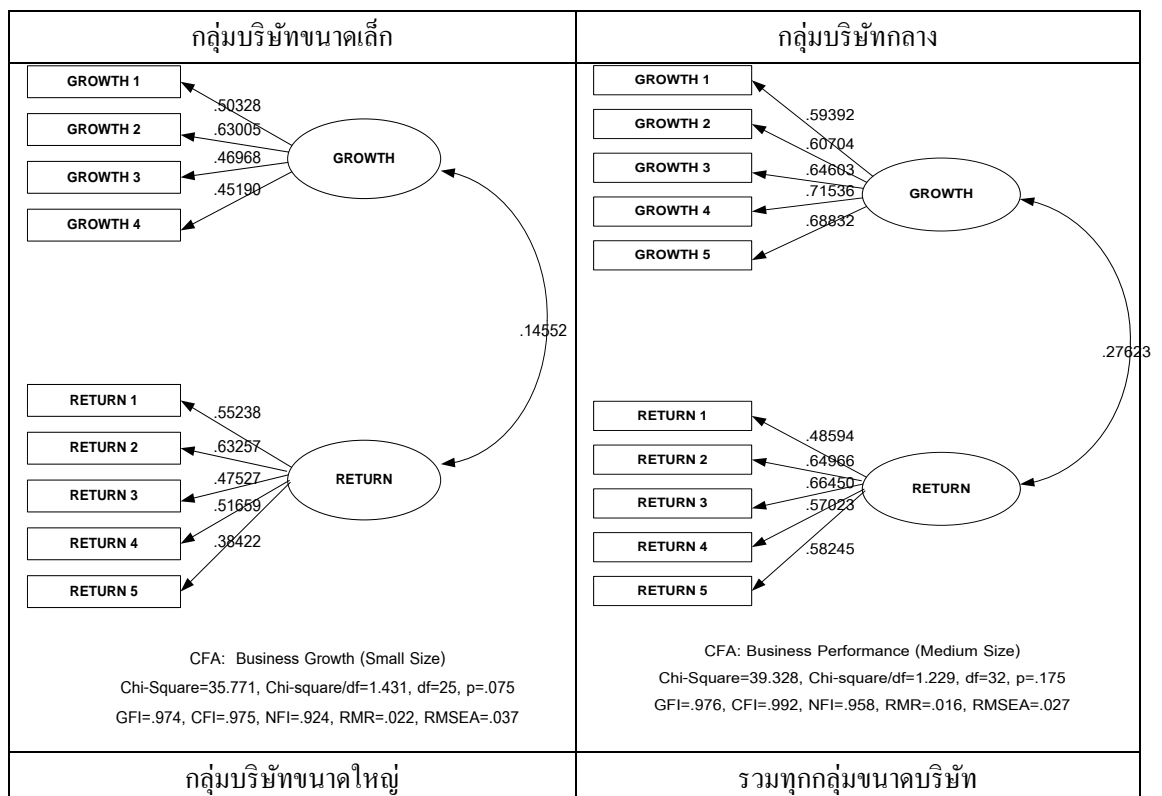 กลุ่มบริษัทขนาดเล็ก
GROWTH 1
GROWTH 2
GROWTH 3
GROWTH 4
.50328
.63005
.46968
.45190
GROWTH
.14552
RETURN 1
RETURN 2
RETURN 3
RETURN 4
RETURN 5
.55238
.63257
.47527
.51659
.38422
RETURN
CFA: Business Growth (Small Size)
Chi-Square=35.771, Chi-square/df=1.431, df=25, p=.075
GFI=.974, CFI=.975, NFI=.924, RMR=.022, RMSEA=.037
กลุ่มบริษัทกลาง
GROWTH 1
GROWTH 2
GROWTH 3
GROWTH 4
GROWTH 5
.59392
.60704
.64603
.71536
.68832
GROWTH
.27623
RETURN 1
RETURN 2
RETURN 3
RETURN 4
RETURN 5
.48594
.64966
.66450
.57023
.58245
RETURN
CFA: Business Performance (Medium Size)
Chi-Square=39.328, Chi-square/df=1.229, df=32, p=.175
GFI=.976, CFI=.992, NFI=.958, RMR=.016, RMSEA=.027
กลุ่มบริษัทขนาดใหญ่
รวมทุกกลุ่มขนาดบริษัท